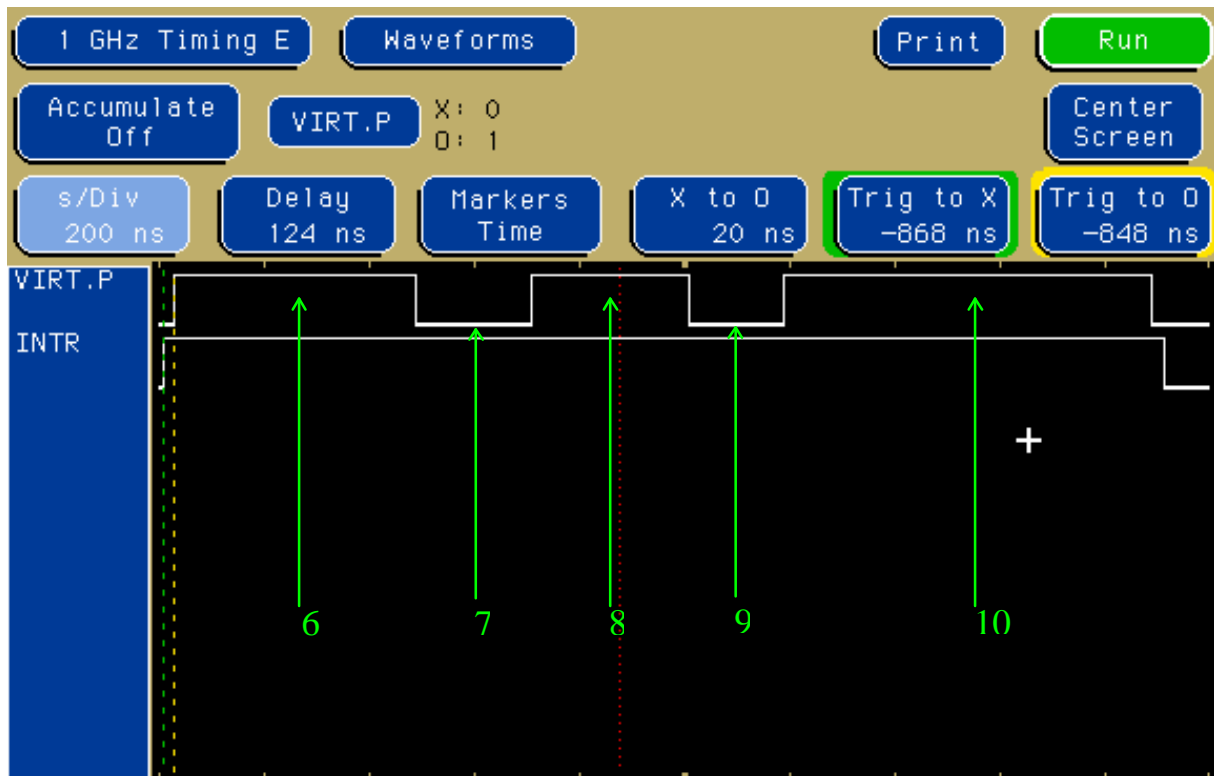 1 GHz Timing E
Waveforms
Print
Run
Accumulate
Off
VIRT.P
X: 0
O: 1
Center
Screen
s/Div
200 ns
Delay
124 ns
Markers
Time
X to O
20 ns
Trig to X
-868 ns
Trig to O
-848 ns
VIRT.P
INTR
6
7
8
9
10